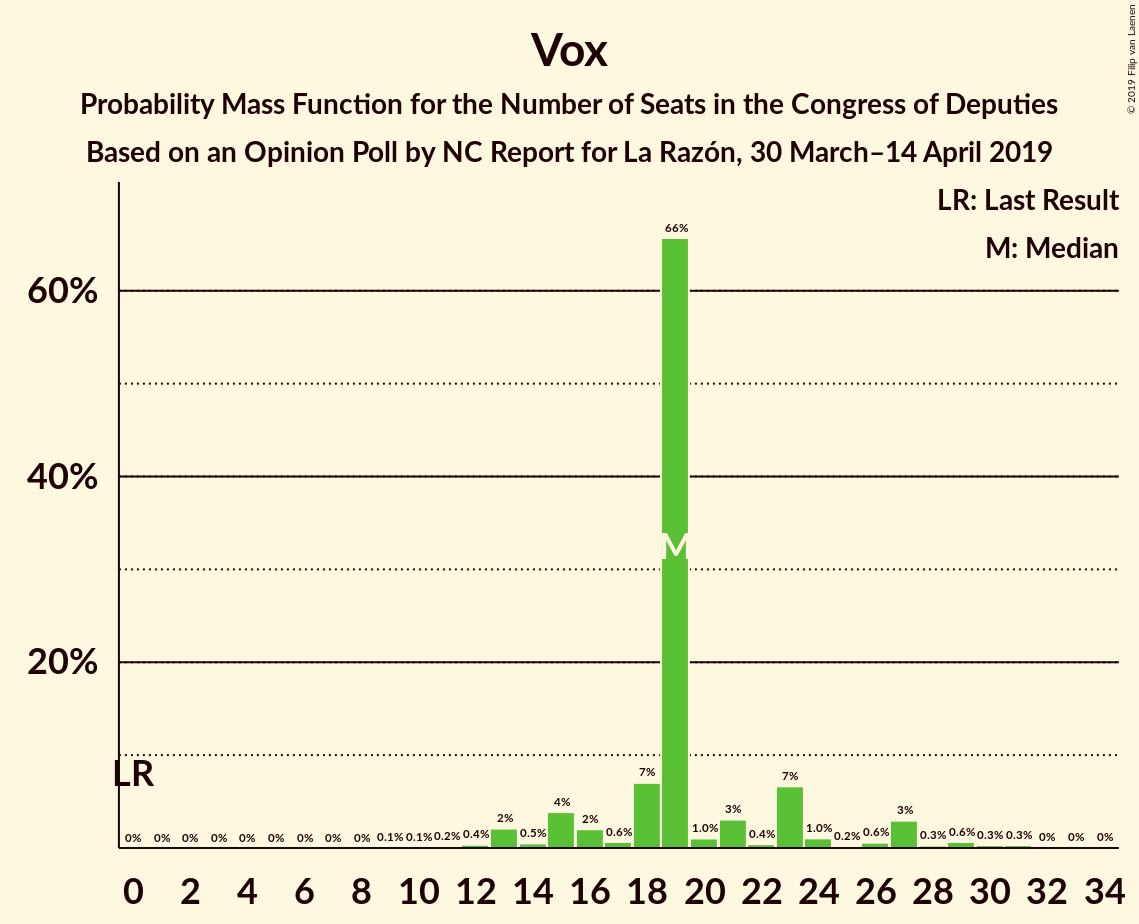 Vox
Probability Mass Function for the Number of Seats in the Congress of Deputies
Based on an Opinion Poll by NC Report for La Razón, 30 March–14 April 2019
© 2019 Filip van Laenen
LR: Last Result
M: Median
66%
60%
40%
M
20%
LR
7% 7%
4% 3% 3%
2% 2%
0% 0% 0% 0% 0% 0% 0% 0% 0% 0.1% 0.1% 0.2% 0.4% 0.5% 0.6% 1.0% 0.4% 1.0% 0.2% 0.6% 0.3% 0.6% 0.3% 0.3% 0% 0% 0%
0 2 4 6 8 10 12 14 16 18 20 22 24 26 28 30 32 34